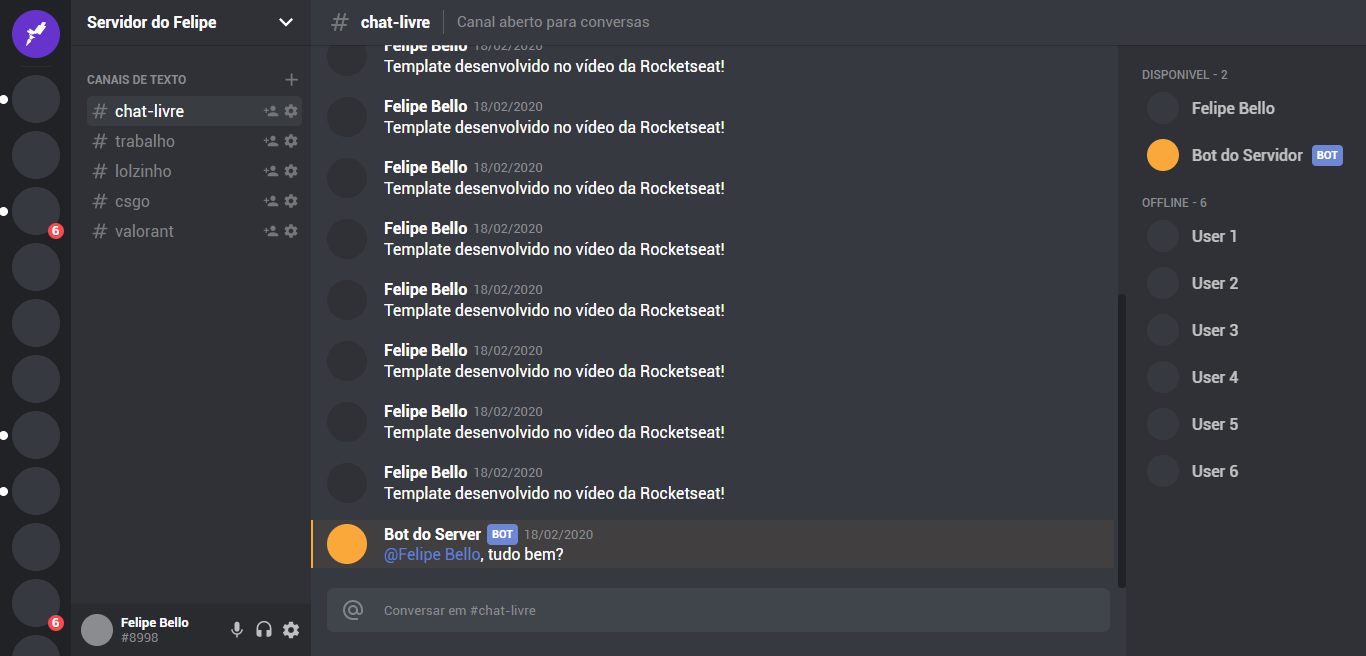 Servidor do Felipe
CANAIS DE TEXTO
# chat-livre
# trabalho
# lolzinho
# csgo
# valorant
6
6
Felipe Bello
#8998
# chat-livre
Canal aberto para conversas
Felipe Bello 18/02/2020
Template desenvolvido no vídeo da Rocketseat!
Felipe Bello 18/02/2020
Template desenvolvido no vídeo da Rocketseat!
Felipe Bello 18/02/2020
Template desenvolvido no vídeo da Rocketseat!
Felipe Bello 18/02/2020
Template desenvolvido no vídeo da Rocketseat!
Felipe Bello 18/02/2020
Template desenvolvido no vídeo da Rocketseat!
Felipe Bello 18/02/2020
Template desenvolvido no vídeo da Rocketseat!
Felipe Bello 18/02/2020
Template desenvolvido no vídeo da Rocketseat!
Felipe Bello 18/02/2020
Template desenvolvido no vídeo da Rocketseat!
Bot do Server BOT 18/02/2020
@Felipe Bello, tudo bem?
@ Conversar em #chat-livre
DISPONIVEL - 2
Felipe Bello
Bot do Servidor BOT
OFFLINE - 6
User 1
User 2
User 3
User 4
User 5
User 6